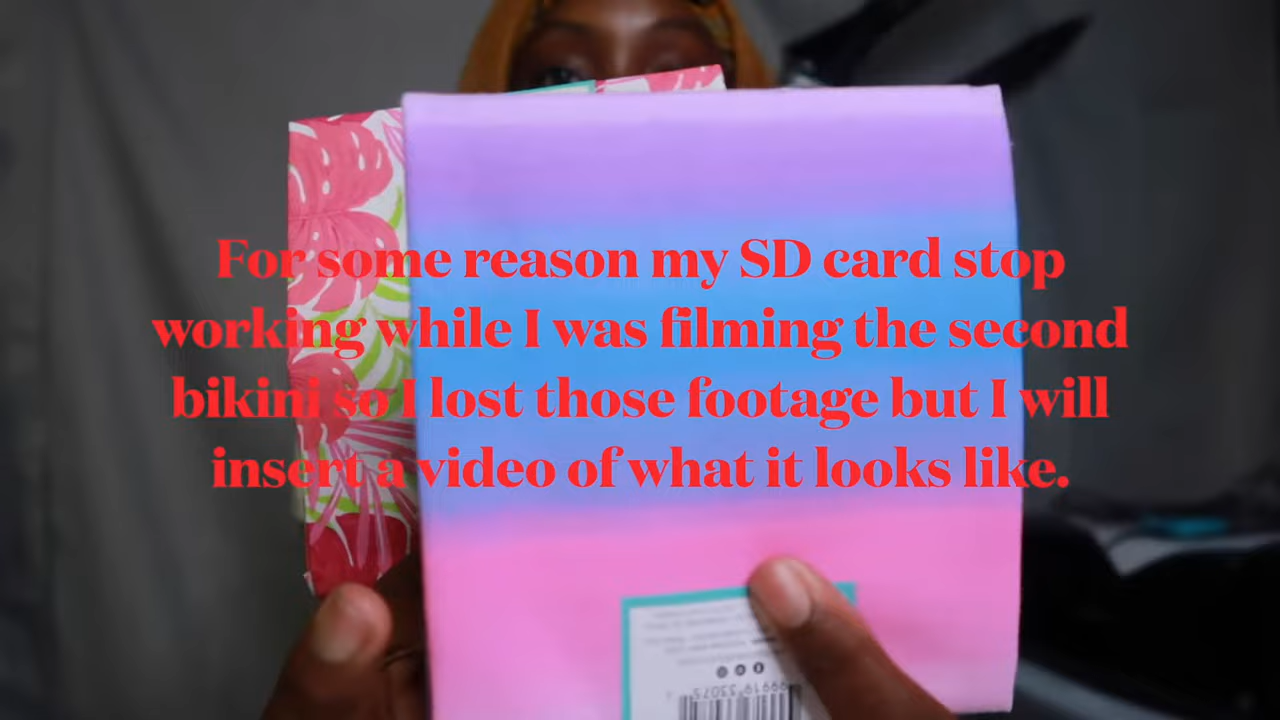 For some reason my SD card stop
working while I was filming the second
bikini so I lost those footage but I will
insert a video of what it looks like.